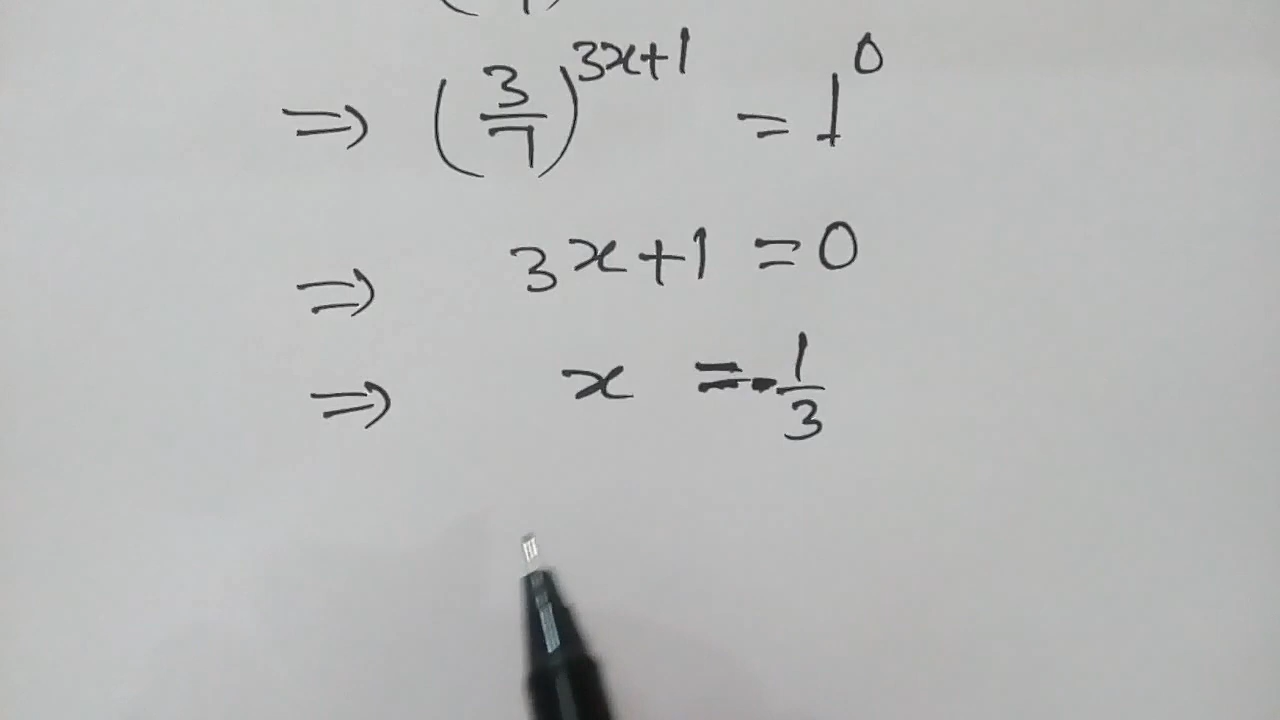 ⇒ (3/7)^(3x+1) = 1^0
⇒ 3x+1 = 0
⇒ x = -1/3